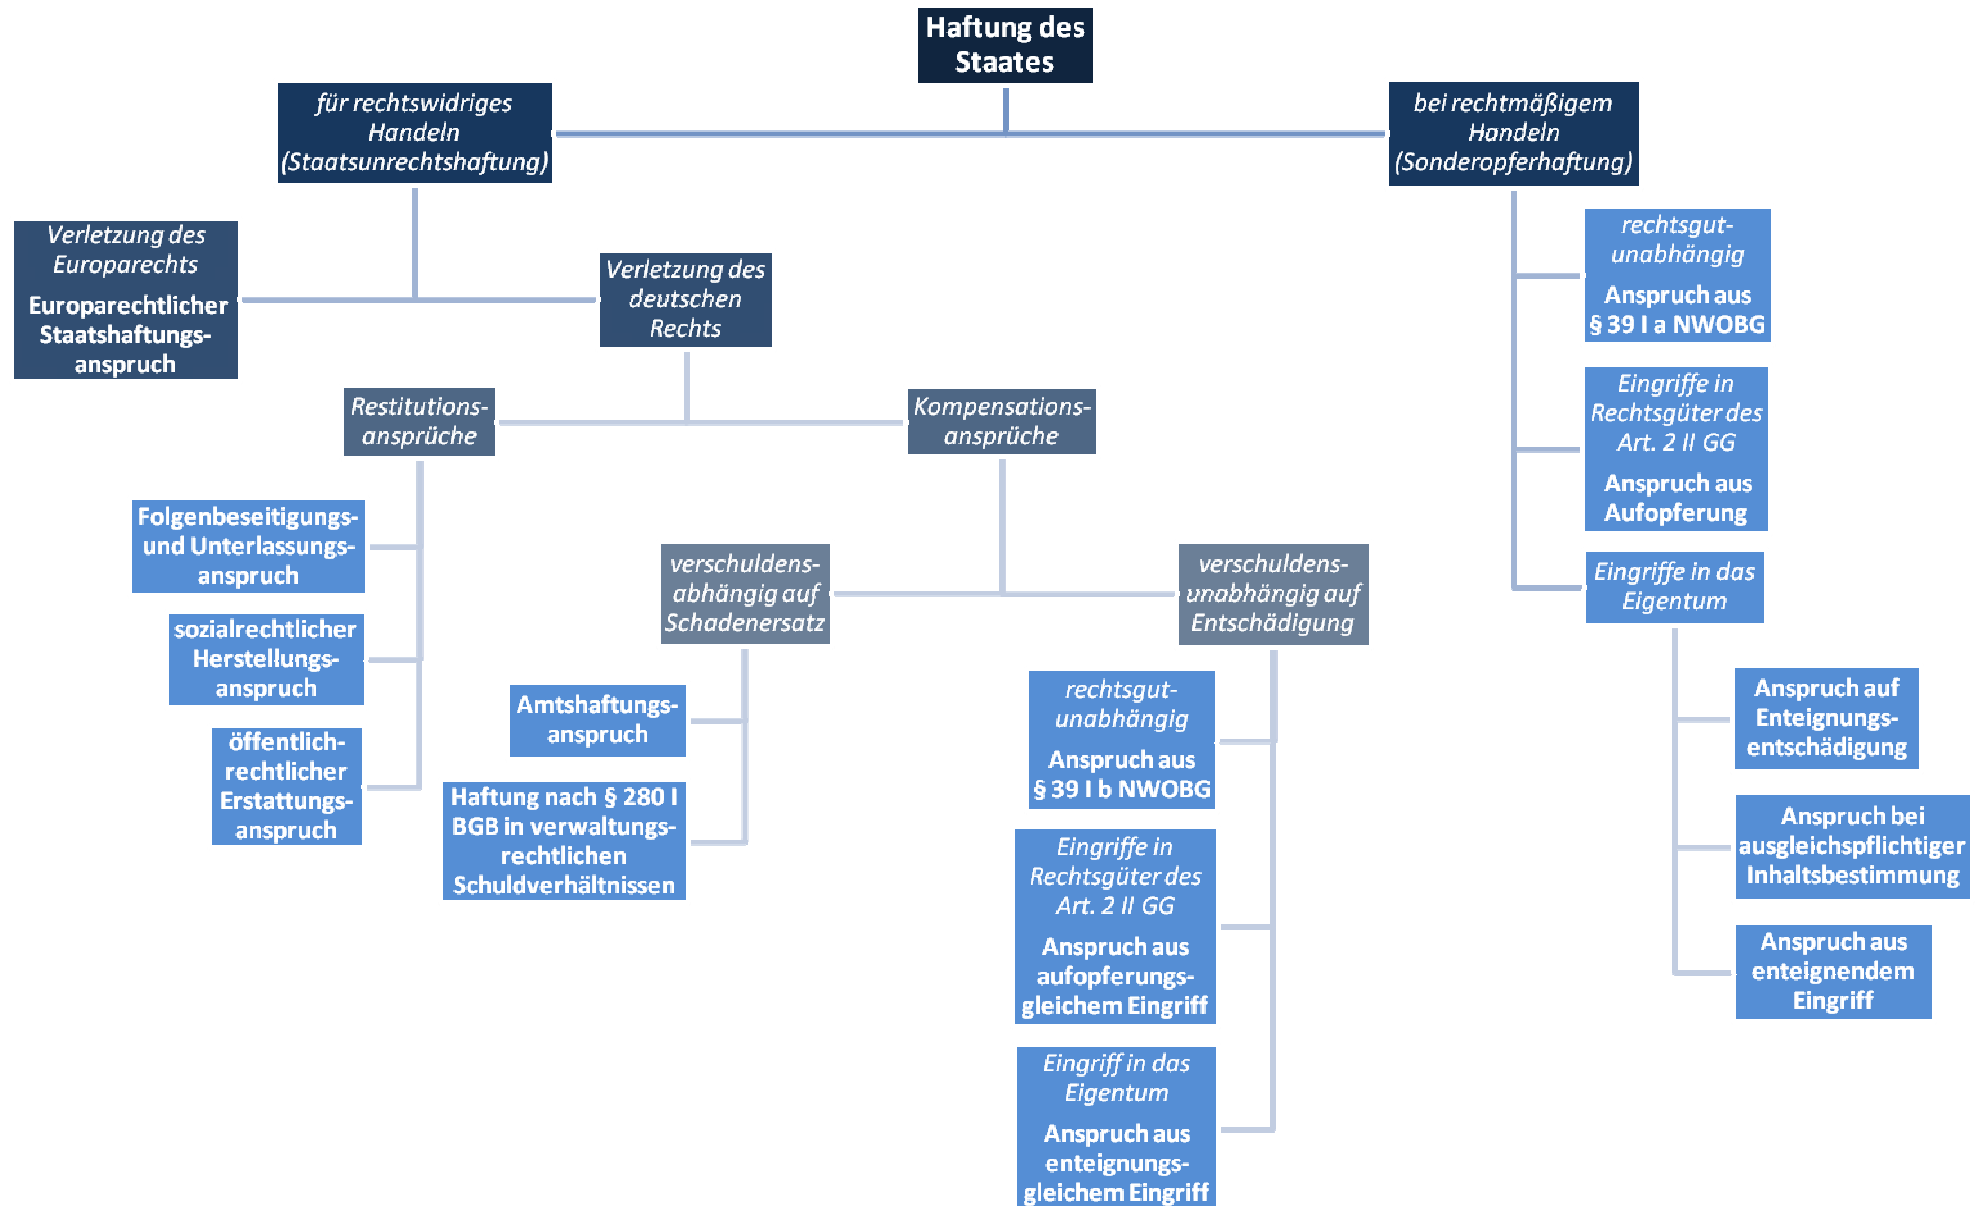 Haftung des
Staates
für rechtswidriges
Handeln
(Staatsunrechtshaftung)
bei rechtmäßigem
Handeln
(Sonderopferhaftung)
Verletzung des
Europarechts
Europarechtlicher
Staatshaftungs-
anspruch
Verletzung des
deutschen
Rechts
Restitutions-
ansprüche
Kompensations-
ansprüche
Folgenbeseitigungs-
und Unterlassungs-
anspruch
sozialrechtlicher
Herstellungs-
anspruch
öffentlich-
rechtlicher
Erstattungs-
anspruch
verschuldens-
abhängig auf
Schadenersatz
Amtshaftungs-
anspruch
Haftung nach § 280 I
BGB in verwaltungs-
rechtlichen
Schuldverhältnissen
verschuldens-
unabhängig auf
Entschädigung
rechtsgut-
unabhängig
Anspruch aus
§ 39 I b NWOBG
Eingriffe in
Rechtsgüter des
Art. 2 II GG
Anspruch aus
aufopferungs-
gleichem Eingriff
Eingriff in das
Eigentum
Anspruch aus
enteignungs-
gleichem Eingriff
rechtsgut-
unabhängig
Anspruch aus
§ 39 I a NWOBG
Eingriffe in
Rechtsgüter des
Art. 2 II GG
Anspruch aus
Aufopferung
Eingriffe in das
Eigentum
Anspruch auf
Enteignungs-
entschädigung
Anspruch bei
ausgleichspflichtiger
Inhaltsbestimmung
Anspruch aus
enteignendem
Eingriff